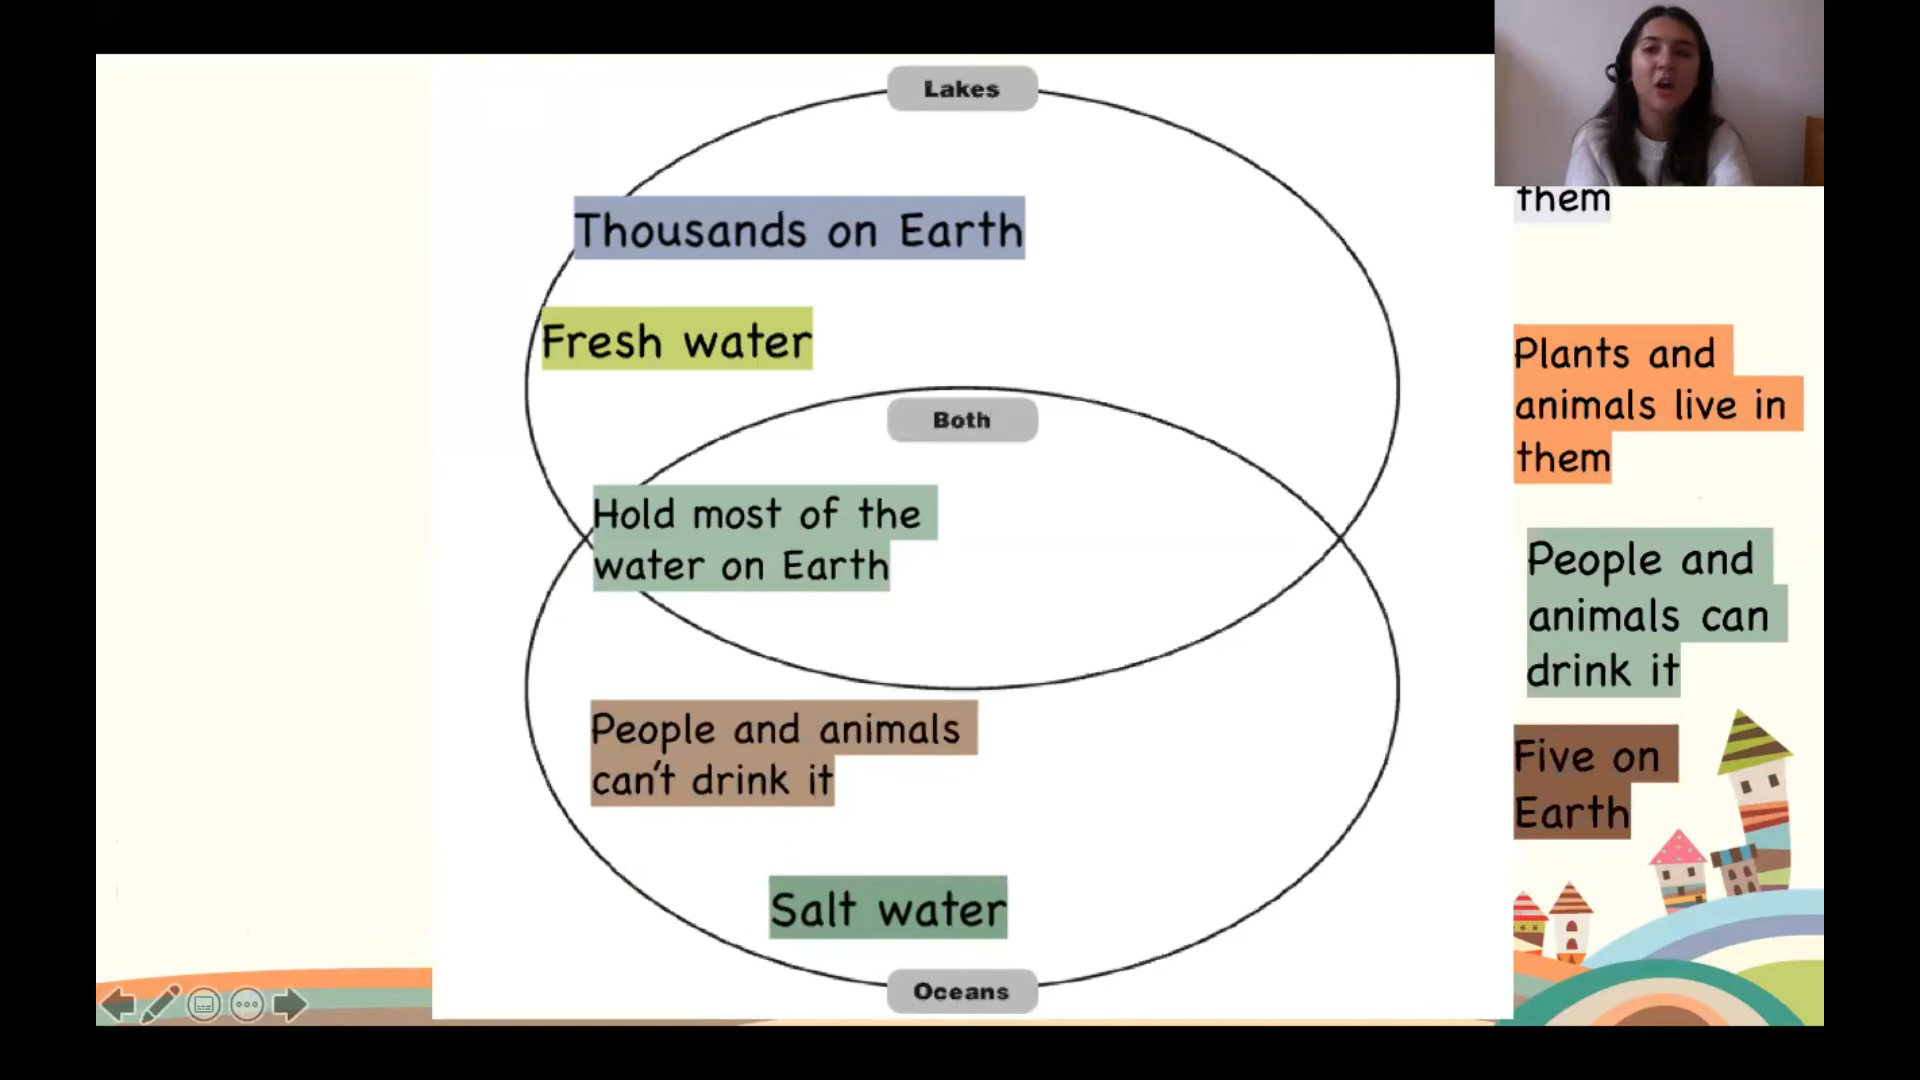 Lakes
Thousands on Earth
Fresh water
Both
Hold most of the
water on Earth
People and animals
can't drink it
Salt water
Oceans
them
Plants and
animals live in
them
People and
animals can
drink it
Five on
Earth